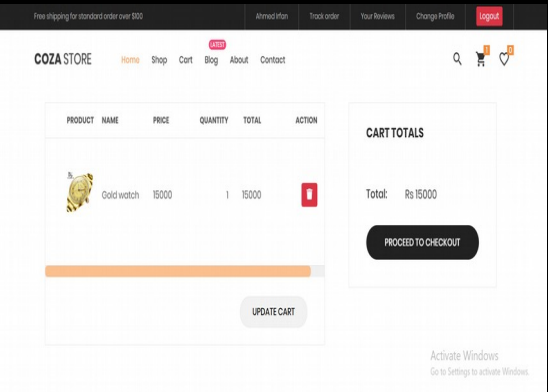 Free shipping for standard order over $100
Ahmed Irfan
Track order
Your Reviews
Change Profile
Logout
COZA STORE
Home
Shop
Cart
LATEST
Blog
About
Contact
1
0
PRODUCT NAME PRICE QUANTITY TOTAL ACTION
Gold watch 15000 1 15000
UPDATE CART
CART TOTALS
Total: Rs 15000
PROCEED TO CHECKOUT
Activate Windows
Go to Settings to activate Windows.